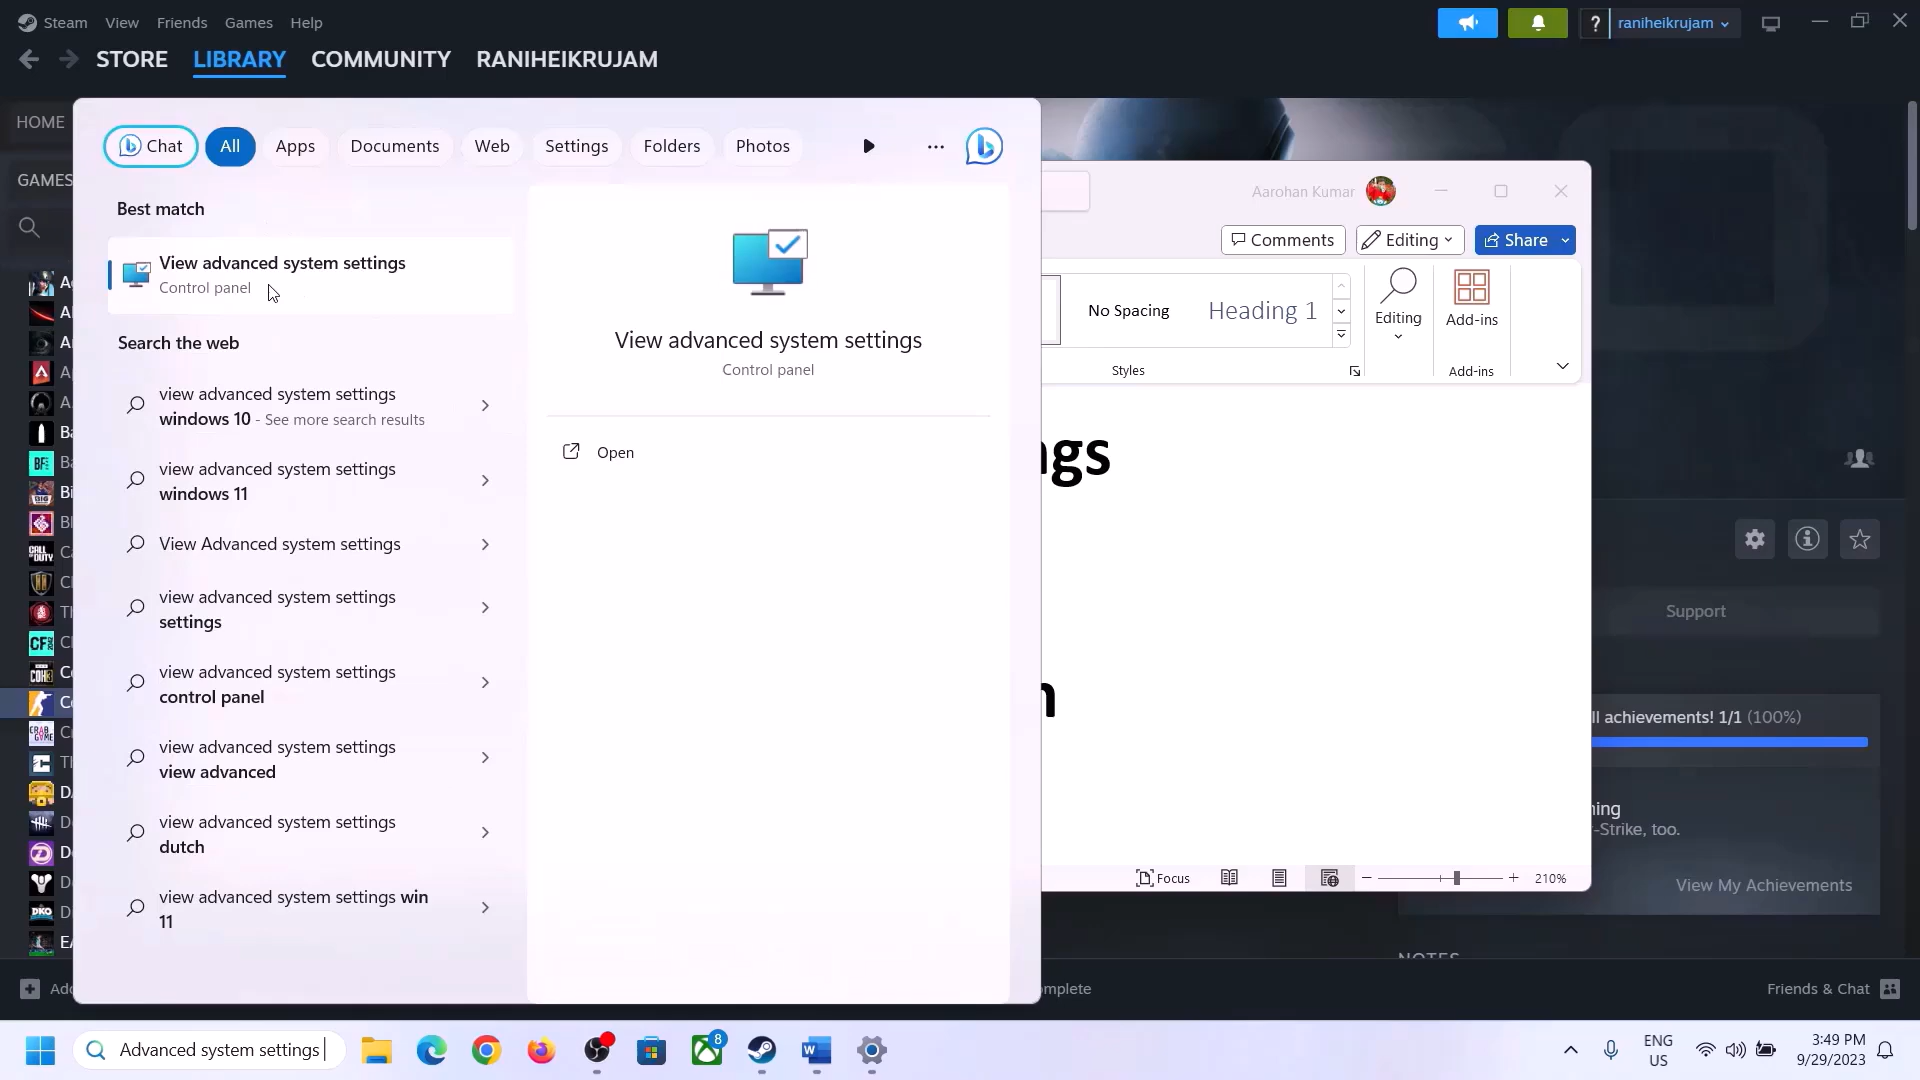 Steam View Friends Games Help
? raniheikrujam
STORE LIBRARY COMMUNITY RANIHEIKRUJAM
HOME
GAMES
Chat All Apps Documents Web Settings Folders Photos
Best match
View advanced system settings
Control panel
Search the web
view advanced system settings
windows 10 - See more search results
view advanced system settings
windows 11
View Advanced system settings
view advanced system settings
settings
view advanced system settings
control panel
view advanced system settings
view advanced
view advanced system settings
dutch
view advanced system settings win
11
View advanced system settings
Control panel
Open
Aarohan Kumar
Comments Editing Share
No Spacing Heading 1
Editing
Add-ins
Styles
Add-ins
ngs
n
Focus
210%
Support
ll achievements! 1/1 (100%)
ning
-Strike, too.
View My Achievements
NOTES
Add
mplete
Friends & Chat
Advanced system settings
8
ENG
US
3:49 PM
9/29/2023